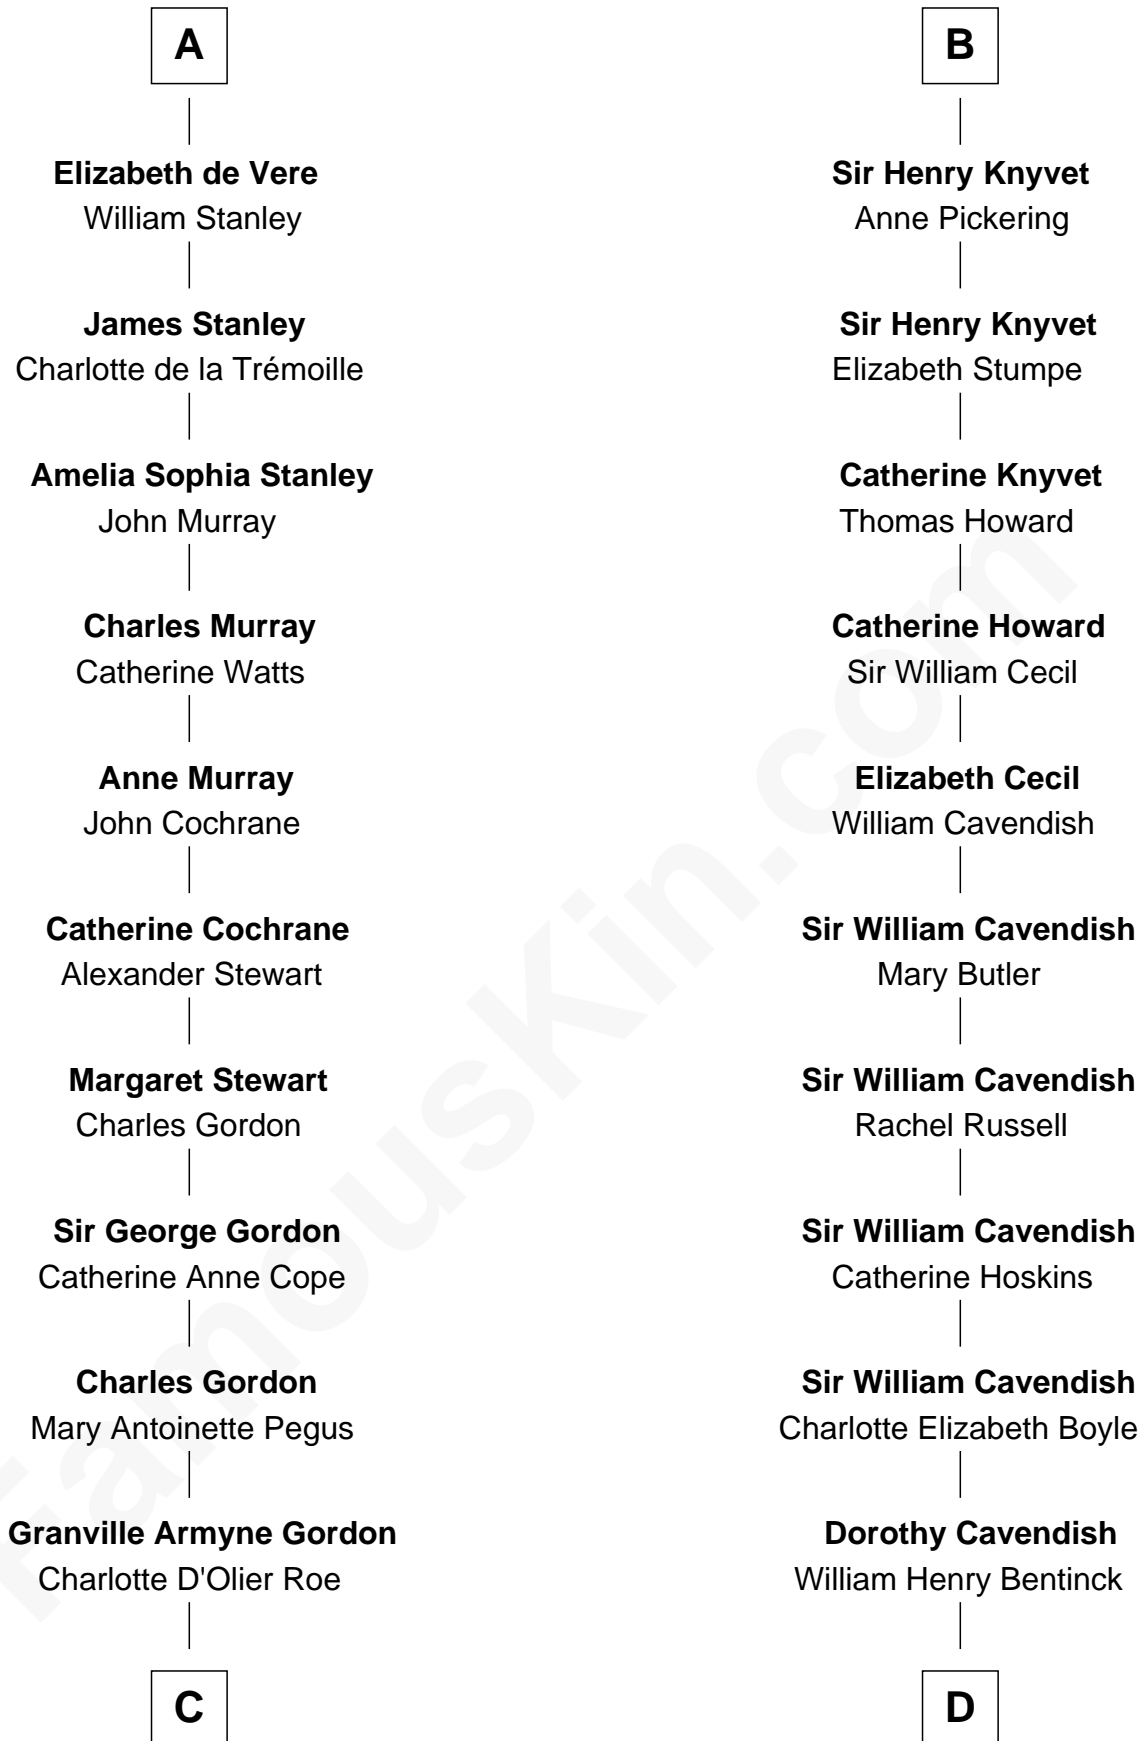 A
Elizabeth de Vere
William Stanley
James Stanley
Charlotte de la Trémoille
Amelia Sophia Stanley
John Murray
Charles Murray
Catherine Watts
Anne Murray
John Cochrane
Catherine Cochrane
Alexander Stewart
Margaret Stewart
Charles Gordon
Sir George Gordon
Catherine Anne Cope
Charles Gordon
Mary Antoinette Pegus
Granville Armyne Gordon
Charlotte D'Olier Roe
C
B
Sir Henry Knyvet
Anne Pickering
Sir Henry Knyvet
Elizabeth Stumpe
Catherine Knyvet
Thomas Howard
Catherine Howard
Sir William Cecil
Elizabeth Cecil
William Cavendish
Sir William Cavendish
Mary Butler
Sir William Cavendish
Rachel Russell
Sir William Cavendish
Catherine Hoskins
Sir William Cavendish
Charlotte Elizabeth Boyle
Dorothy Cavendish
William Henry Bentinck
D
FamousKin.com